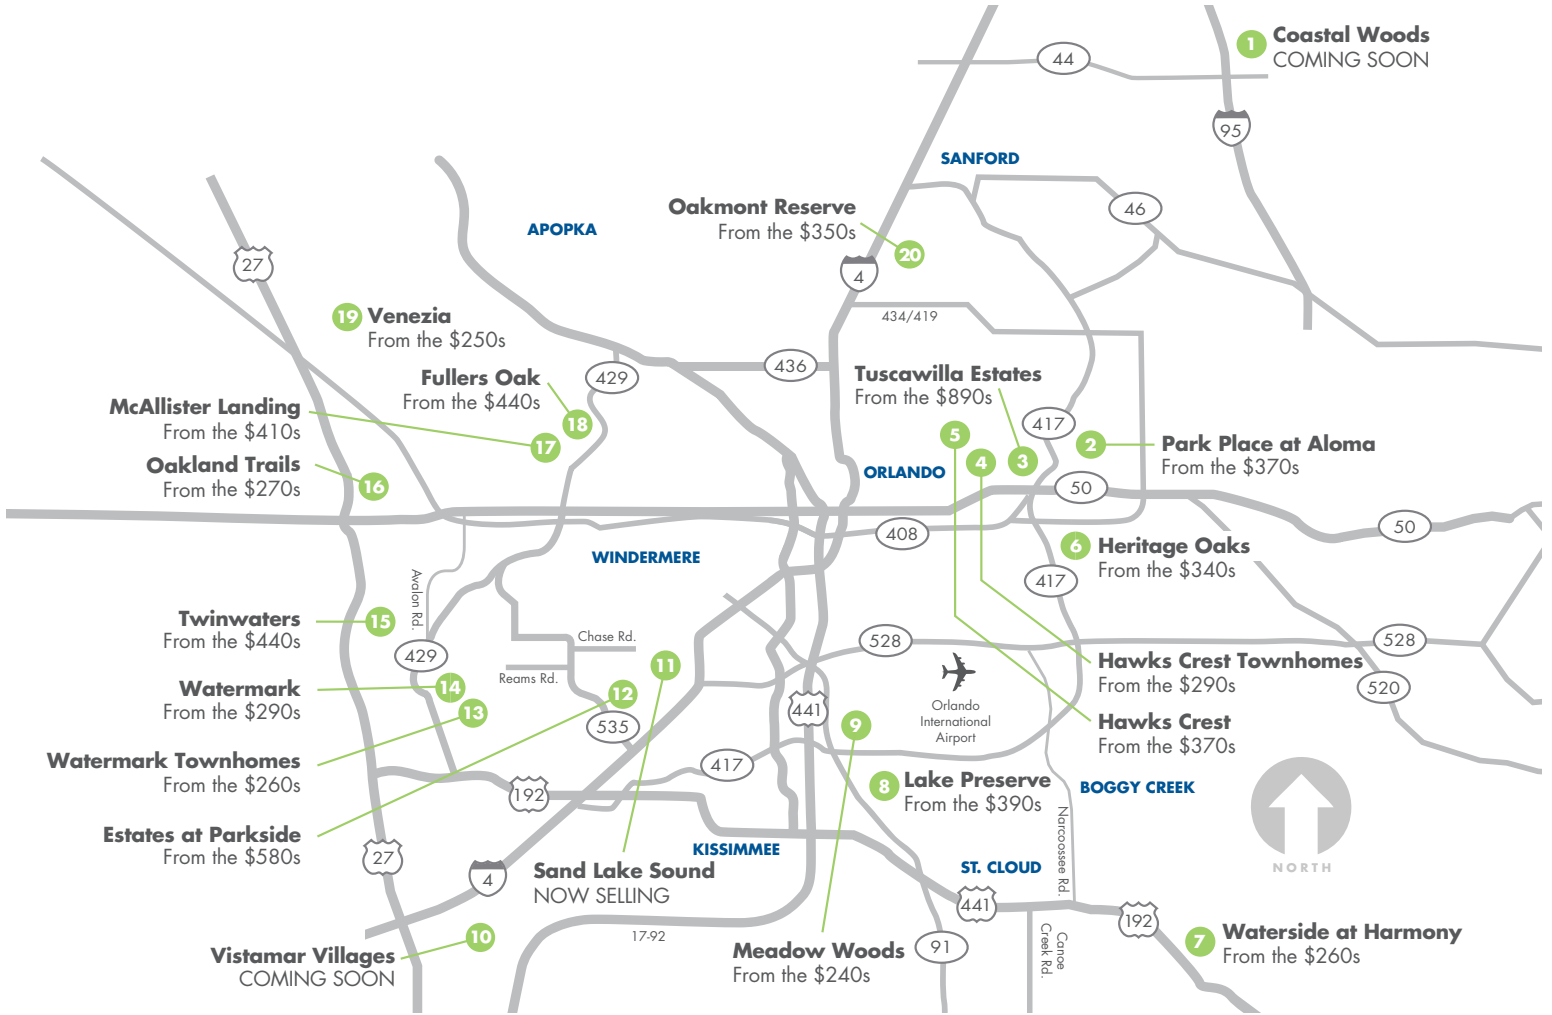 1
Coastal Woods
COMING SOON
44
95
SANFORD
46
Oakmont Reserve
From the $350s
20
APOPKA
27
4
434/419
19
Venezia
From the $250s
429
436
Fullers Oak
From the $440s
18
McAllister Landing
From the $410s
17
Oakland Trails
From the $270s
16
Tuscawilla Estates
From the $890s
5
4
3
417
2
Park Place at Aloma
From the $370s
ORLANDO
50
50
408
WINDERMERE
6
Heritage Oaks
From the $340s
417
Avalon Rd.
Twinwaters
From the $440s
15
429
Chase Rd.
Reams Rd.
11
12
535
528
528
Orlando
International
Airport
Hawks Crest Townhomes
From the $290s
520
Watermark
From the $290s
14
13
441
9
Hawks Crest
From the $370s
Watermark Townhomes
From the $260s
417
192
8
Lake Preserve
From the $390s
BOGGY CREEK
Narcoossee Rd.
NORTH
Estates at Parkside
From the $580s
27
4
KISSIMMEE
Sand Lake Sound
NOW SELLING
ST. CLOUD
441
192
10
Vistamar Villages
COMING SOON
17-92
Meadow Woods
From the $240s
91
Canoe
Creek Rd.
7
Waterside at Harmony
From the $260s